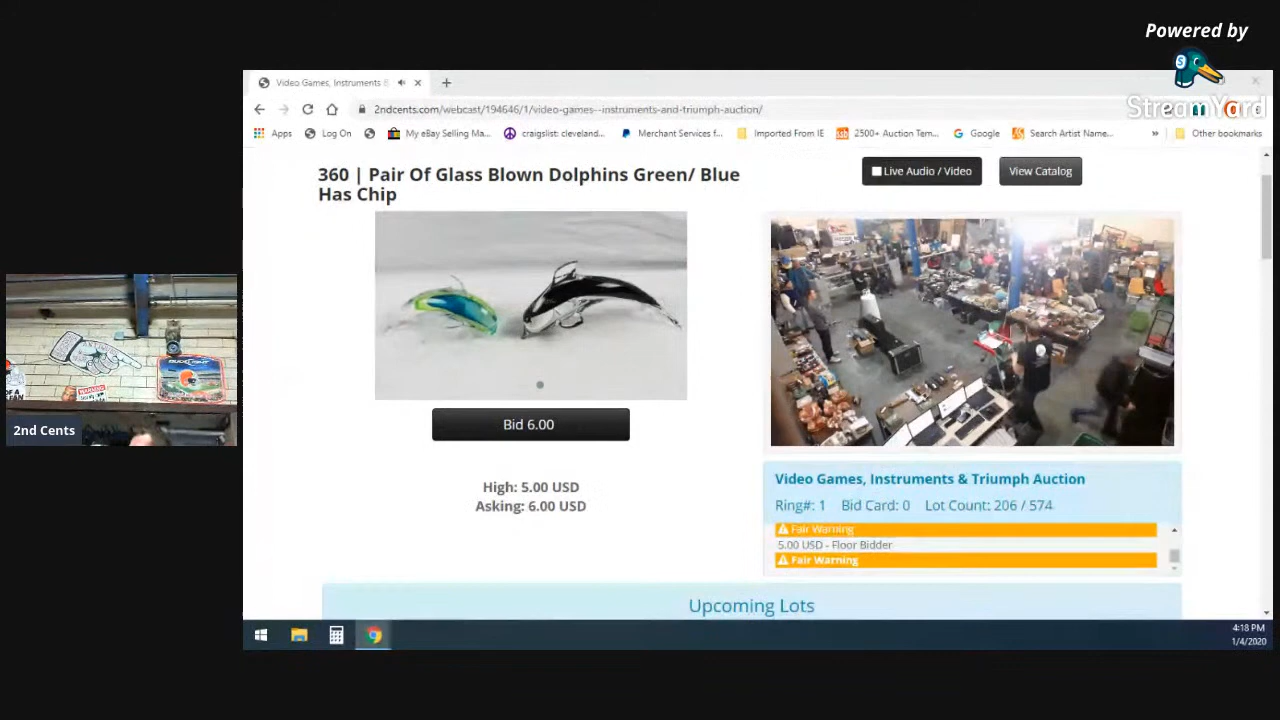 Powered by
StreamYard
Video Games, Instruments
2ndcents.com/webcast/194646/1/video-games--instruments-and-triumph-auction/
Apps
Log On
My eBay Selling Ma...
craigslist: cleveland...
Merchant Services f...
Imported From IE
2500+ Auction Tem...
Google
Search Artist Name...
»
Other bookmarks
360 | Pair Of Glass Blown Dolphins Green/ Blue
Has Chip
Live Audio / Video
View Catalog
Bid 6.00
High: 5.00 USD
Asking: 6.00 USD
Video Games, Instruments & Triumph Auction
Ring#: 1 Bid Card: 0 Lot Count: 206 / 574
Fair Warning
5.00 USD - Floor Bidder
Fair Warning
Upcoming Lots
WARNING
2nd Cents
4:18 PM
1/4/2020